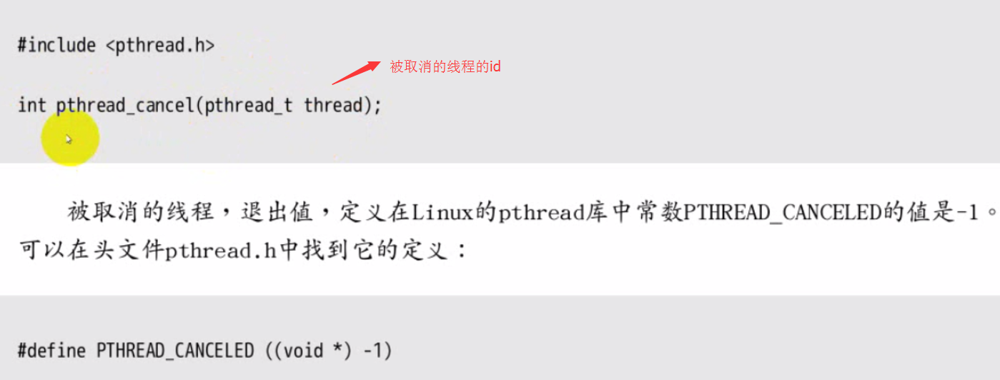 #include <pthread.h>
被取消的线程的id
int pthread_cancel(pthread_t thread);
被取消的线程，退出值，定义在Linux的pthread库中常数PTHREAD_CANCELED的值是-1。
可以在头文件pthread.h中找到它的定义：
#define PTHREAD_CANCELED ((void *) -1)